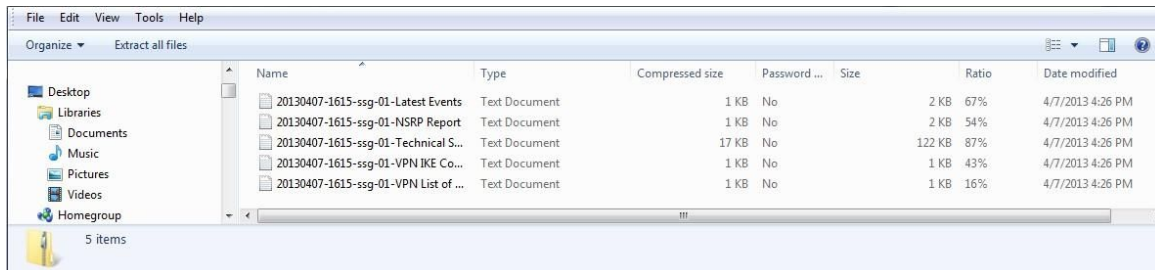 File Edit View Tools Help
Organize Extract all files
Name Type Compressed size Password ... Size Ratio Date modified
Desktop
Libraries
Documents
Music
Pictures
Videos
Homegroup
20130407-1615-ssg-01-Latest Events Text Document 1 KB No 2 KB 67% 4/7/2013 4:26 PM
20130407-1615-ssg-01-NSRP Report Text Document 1 KB No 2 KB 54% 4/7/2013 4:26 PM
20130407-1615-ssg-01-Technical S... Text Document 17 KB No 122 KB 87% 4/7/2013 4:26 PM
20130407-1615-ssg-01-VPN IKE Co... Text Document 1 KB No 1 KB 43% 4/7/2013 4:26 PM
20130407-1615-ssg-01-VPN List of ... Text Document 1 KB No 1 KB 16% 4/7/2013 4:26 PM
5 items